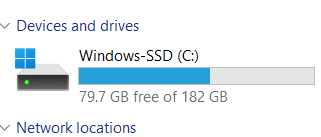 Devices and drives
Windows-SSD (C:)
79.7 GB free of 182 GB
Network locations